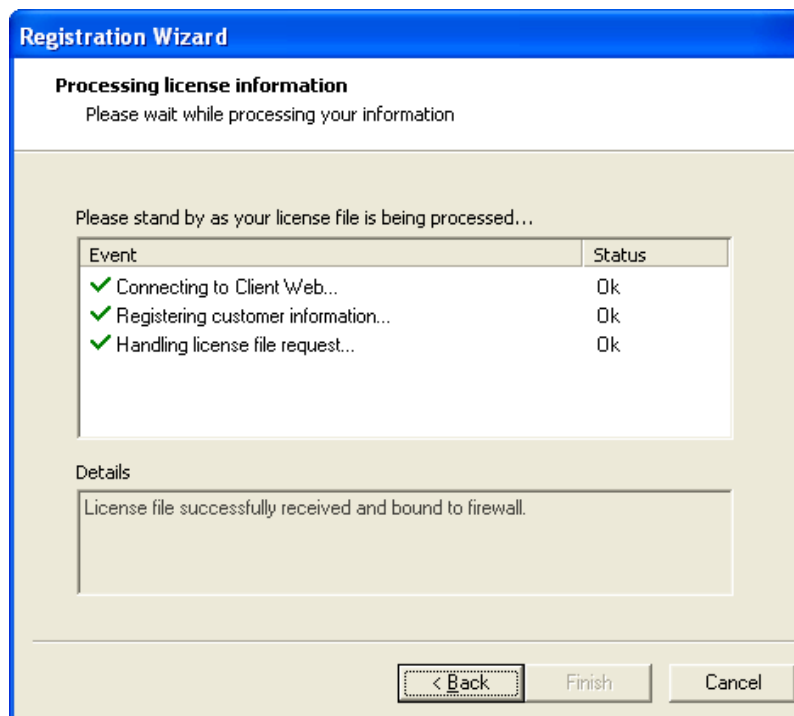 Registration Wizard
Processing license information
Please wait while processing your information
Please stand by as your license file is being processed...
Event Status
Connecting to Client Web... Ok
Registering customer information... Ok
Handling license file request... Ok
Details
License file successfully received and bound to firewall.
< Back Finish Cancel